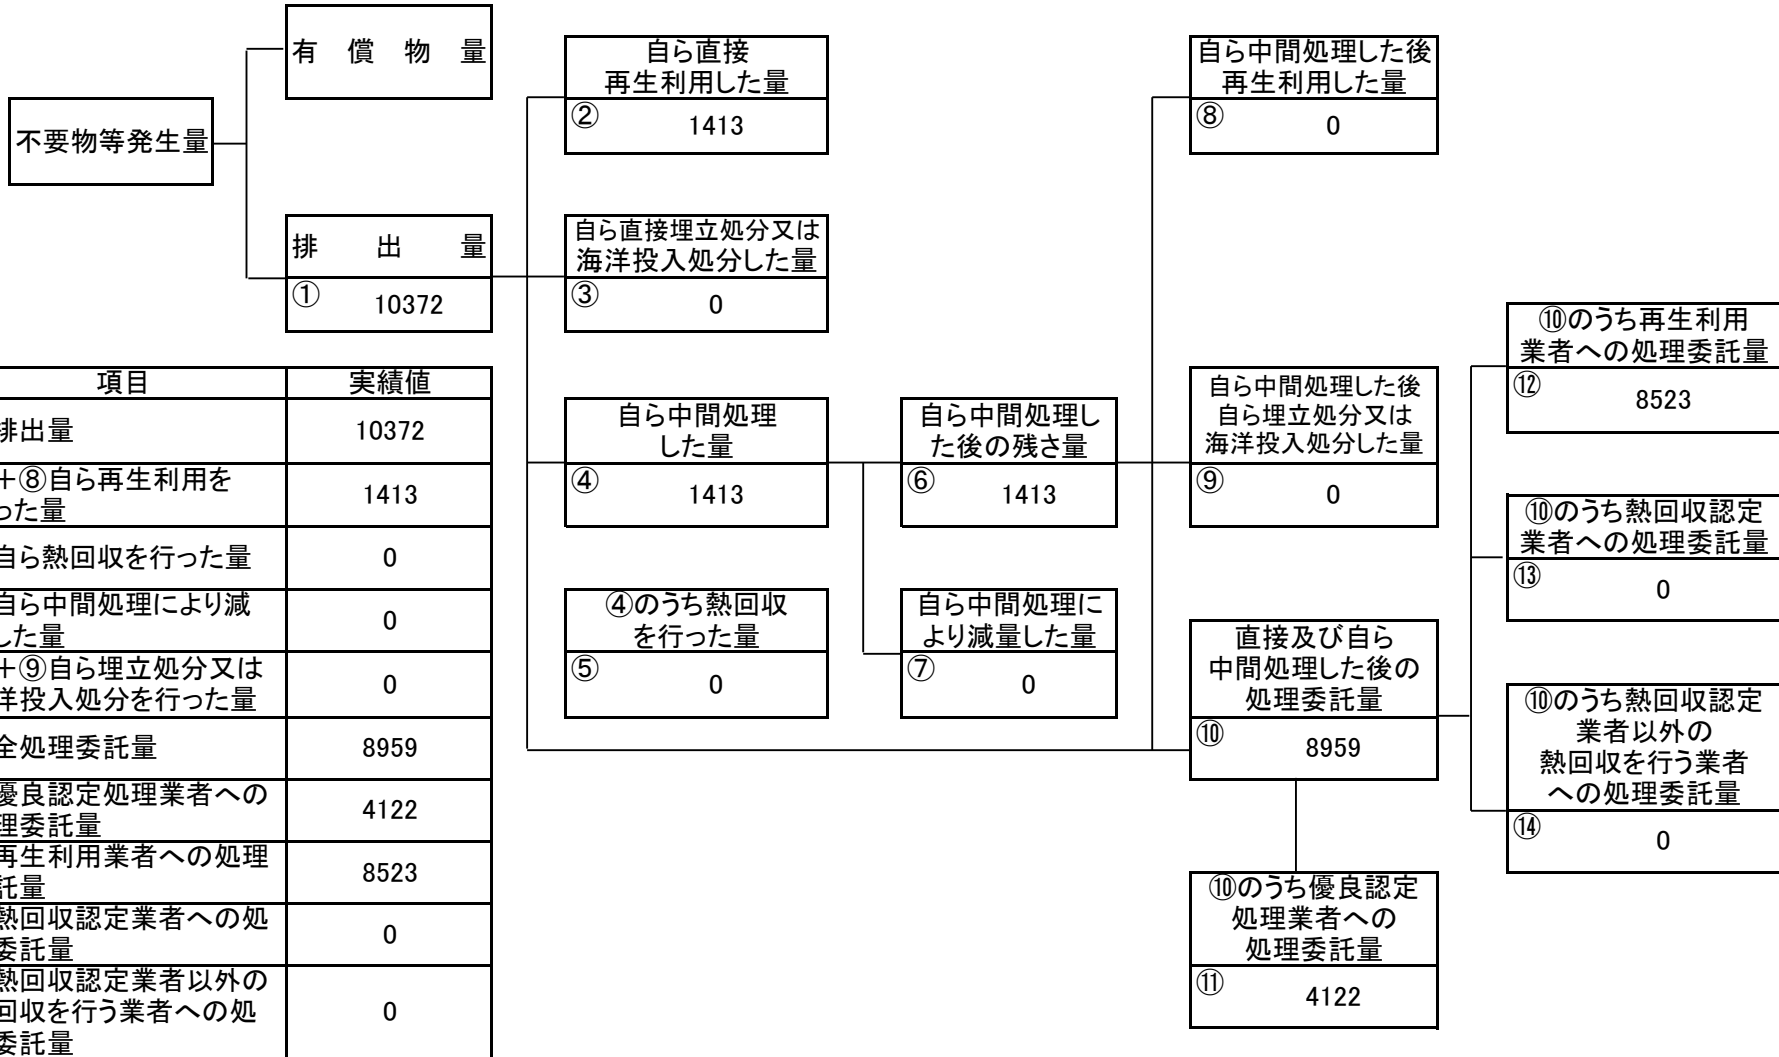 有償物量
不要物等発生量
排出量
① 10372
自ら直接
再生利用した量
② 1413
自ら直接埋立処分又は
海洋投入処分した量
③ 0
自ら中間処理
した量
④ 1413
④のうち熱回収
を行った量
⑤ 0
自ら中間処理し
た後の残さ量
⑥ 1413
自ら中間処理に
より減量した量
⑦ 0
自ら中間処理した後
再生利用した量
⑧ 0
自ら中間処理した後
自ら埋立処分又は
海洋投入処分した量
⑨ 0
直接及び自ら
中間処理した後の
処理委託量
⑩ 8959
⑩のうち優良認定
処理業者への
処理委託量
⑪ 4122
⑩のうち再生利用
業者への処理委託量
⑫ 8523
⑩のうち熱回収認定
業者への処理委託量
⑬ 0
⑩のうち熱回収認定
業者以外の
熱回収を行う業者
への処理委託量
⑭ 0
項目 実績値
排出量 10372
+⑧自ら再生利用を
った量 1413
自ら熱回収を行った量 0
自ら中間処理により減
した量 0
+⑨自ら埋立処分又は
洋投入処分を行った量 0
全処理委託量 8959
優良認定処理業者への
理委託量 4122
再生利用業者への処理
託量 8523
熱回収認定業者への処
委託量 0
熱回収認定業者以外の
回収を行う業者への処
委託量 0